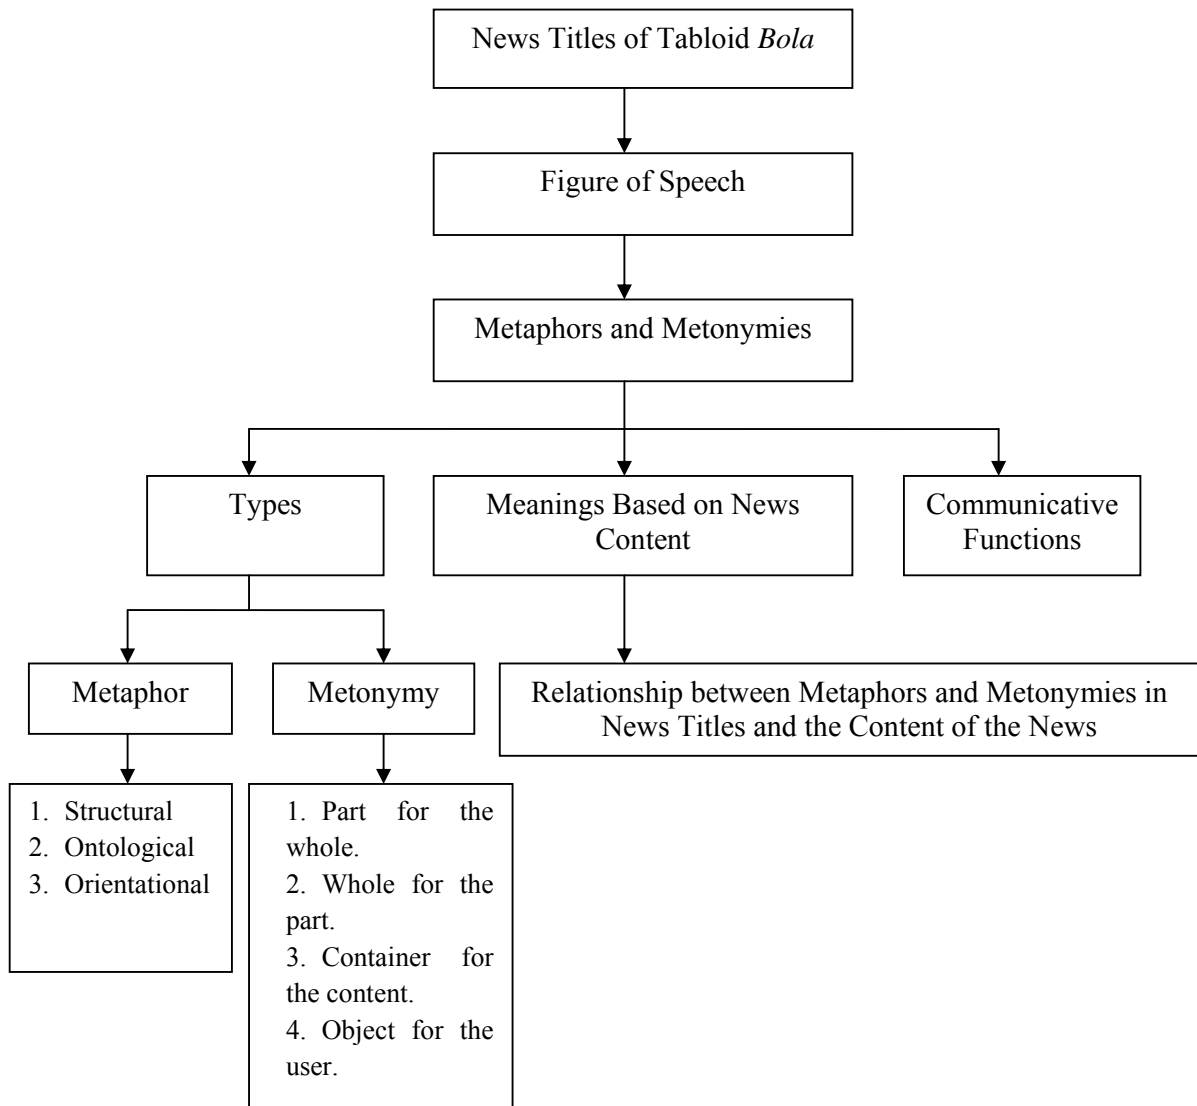 News Titles of Tabloid Bola
Figure of Speech
Metaphors and Metonymies
Types
Meanings Based on News
Content
Communicative
Functions
Metaphor
Metonymy
Relationship between Metaphors and Metonymies in
News Titles and the Content of the News
1. Structural
2. Ontological
3. Orientational
1. Part for the
whole.
2. Whole for the
part.
3. Container for
the content.
4. Object for the
user.